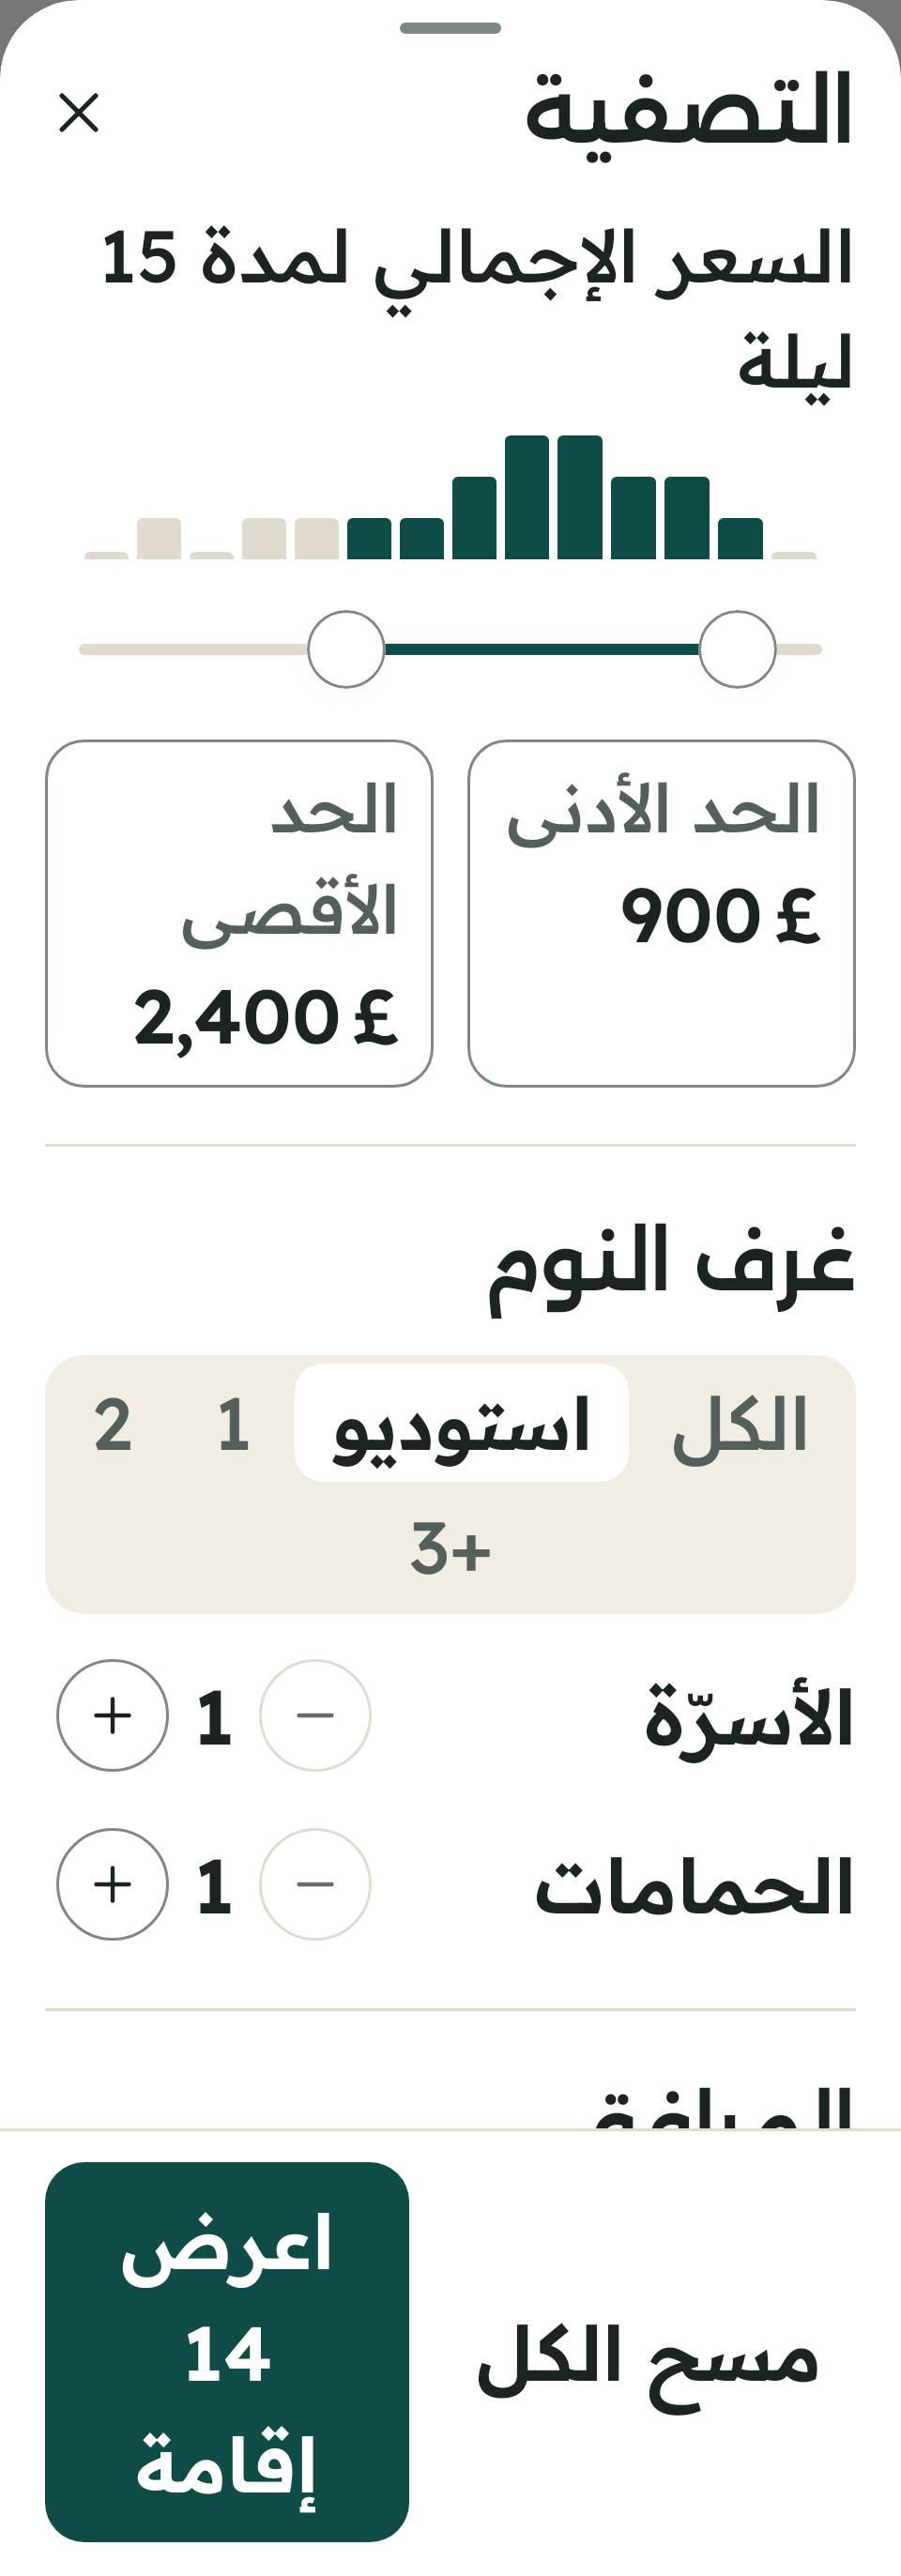 التصفية
السعر الإجمالي لمدة 15
ليلة
الحد الأدنى
£ 900
الحد
الأقصى
£ 2,400
غرف النوم
الكل
استوديو
1
2
3+
الأسرّة
1
الحمامات
1
مسح الكل
اعرض
14
إقامة